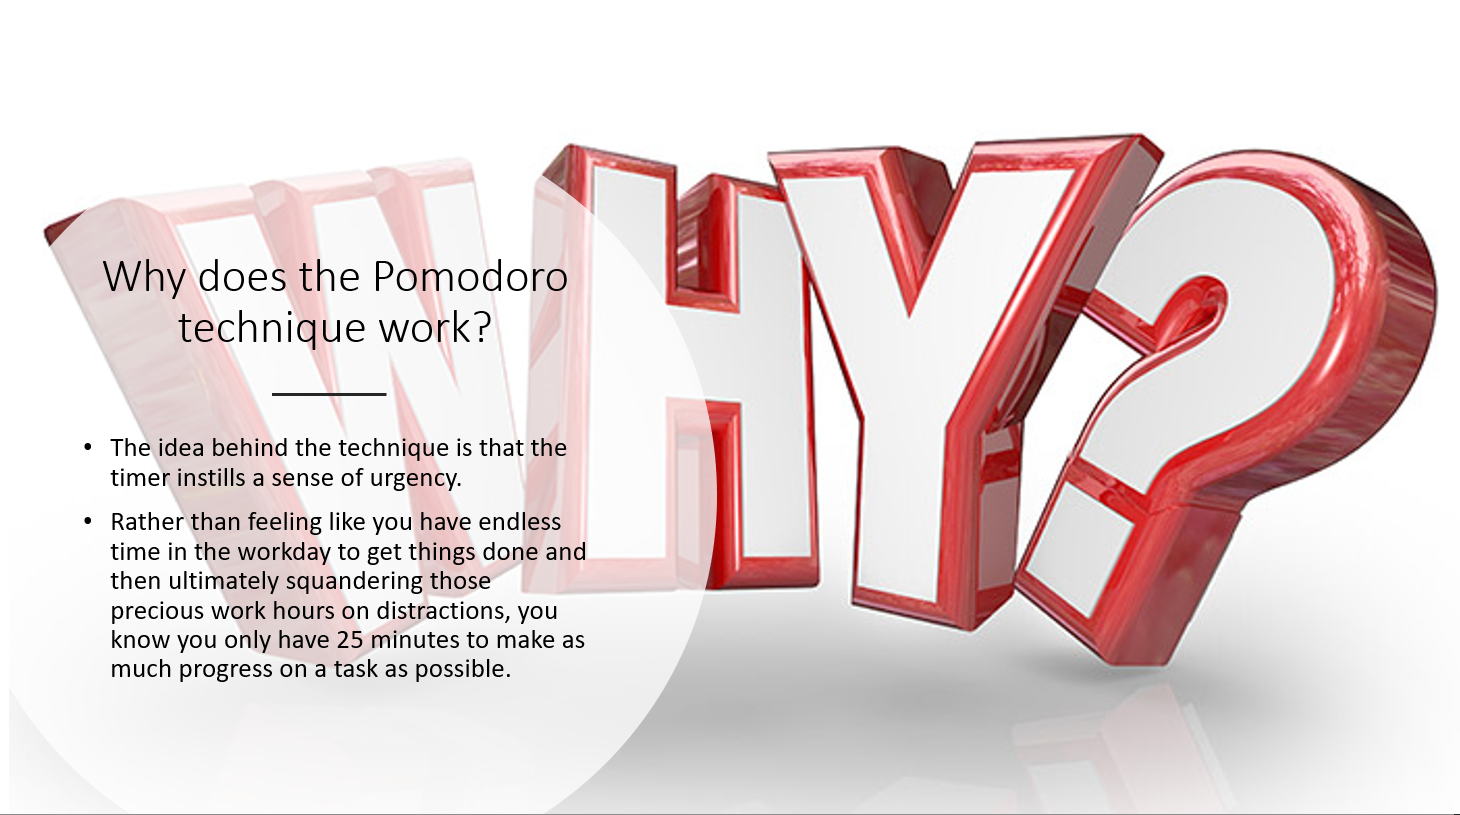 WHY?
Why does the Pomodoro
technique work?
• The idea behind the technique is that the
timer instills a sense of urgency.
• Rather than feeling like you have endless
time in the workday to get things done and
then ultimately squandering those
precious work hours on distractions, you
know you only have 25 minutes to make as
much progress on a task as possible.